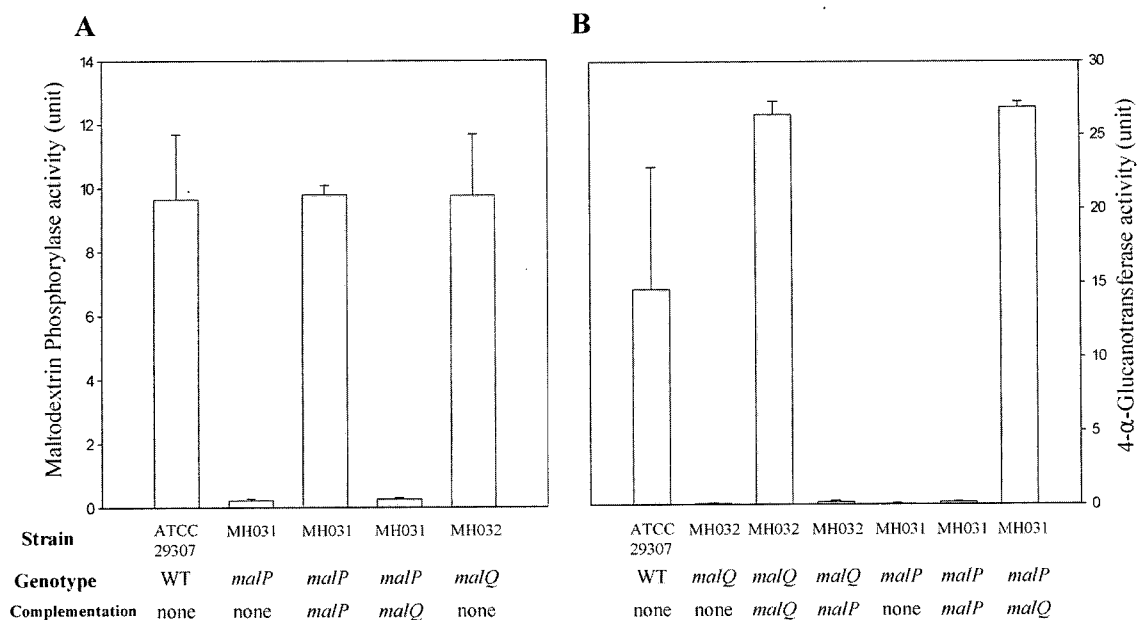 A
B
Maltodextrin Phosphorylase activity (unit)
14
12
10
8
6
4
2
0
30
25
20
15
10
5
0
4-α-Glucanotransferase activity (unit)
Strain
ATCC 29307 MH031 MH031 MH031 MH032
ATCC 29307 MH032 MH032 MH032 MH031 MH031 MH031
Genotype
WT malP malP malP malQ
WT malQ malQ malQ malP malP malP
Complementation
none none malP malQ none
none none malQ malP none malP malQ